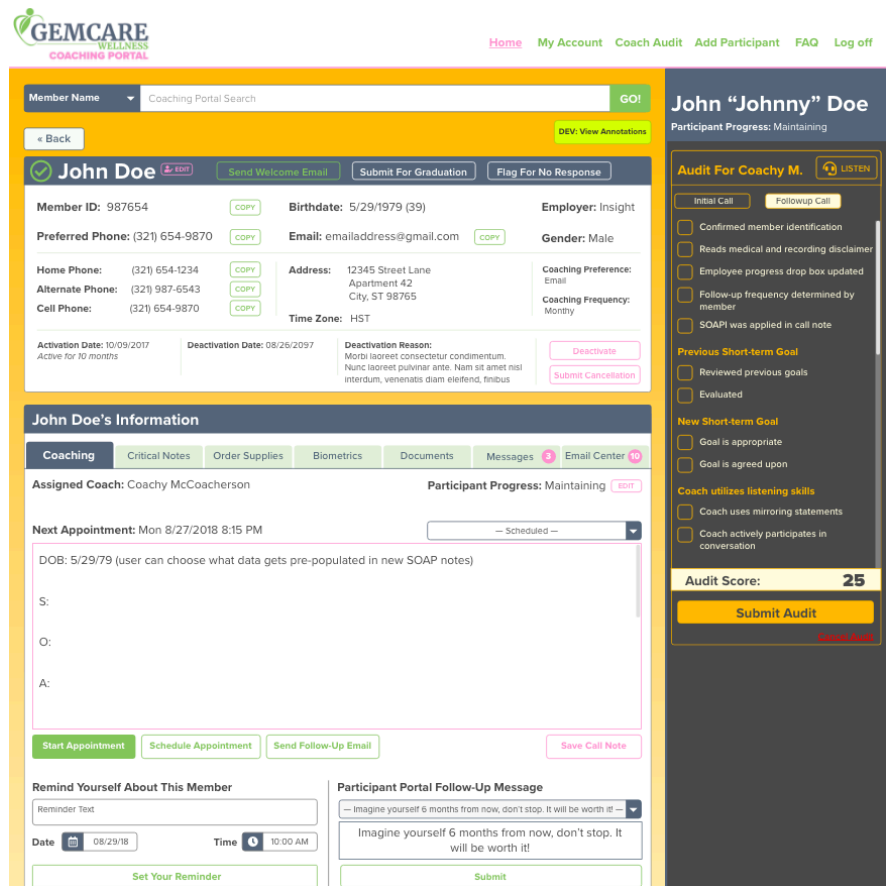 GEMCARE
WELLNESS
COACHING PORTAL
Home My Account Coach Audit Add Participant FAQ Log off
Member Name Coaching Portal Search GO!
« Back
DEV: View Annotations
John Doe EDIT Send Welcome Email Submit For Graduation Flag For No Response
Member ID: 987654 COPY Birthdate: 5/29/1979 (39) Employer: Insight
Preferred Phone: (321) 654-9870 COPY Email: emailaddress@gmail.com COPY Gender: Male
Home Phone: (321) 654-1234 COPY
Alternate Phone: (321) 987-6543 COPY
Cell Phone: (321) 654-9870 COPY
Address: 12345 Street Lane
Apartment 42
City, ST 98765
Time Zone: HST
Coaching Preference:
Email
Coaching Frequency:
Monthy
Activation Date: 10/09/2017
Active for 10 months
Deactivation Date: 08/26/2097
Deactivation Reason:
Morbi laoreet consectetur condimentum.
Nunc laoreet pulvinar ante. Nam sit amet nisl
interdum, venenatis diam eleifend, finibus
Deactivate
Submit Cancellation
John Doe's Information
Coaching Critical Notes Order Supplies Biometrics Documents Messages 3 Email Center 10
Assigned Coach: Coachy McCoacherson Participant Progress: Maintaining EDIT
Next Appointment: Mon 8/27/2018 8:15 PM — Scheduled —
DOB: 5/29/79 (user can choose what data gets pre-populated in new SOAP notes)
S:
O:
A:
Start Appointment Schedule Appointment Send Follow-Up Email Save Call Note
Remind Yourself About This Member
Reminder Text
Date 08/29/18 Time 10:00 AM
Set Your Reminder
Participant Portal Follow-Up Message
— Imagine yourself 6 months from now, don't stop. It will be worth it! —
Imagine yourself 6 months from now, don't stop. It
will be worth it!
Submit
John “Johnny” Doe
Participant Progress: Maintaining
Audit For Coachy M. LISTEN
Initial Call Followup Call
Confirmed member identification
Reads medical and recording disclaimer
Employee progress drop box updated
Follow-up frequency determined by
member
SOAPI was applied in call note
Previous Short-term Goal
Reviewed previous goals
Evaluated
New Short-term Goal
Goal is appropriate
Goal is agreed upon
Coach utilizes listening skills
Coach uses mirroring statements
Coach actively participates in
conversation
Audit Score: 25
Submit Audit